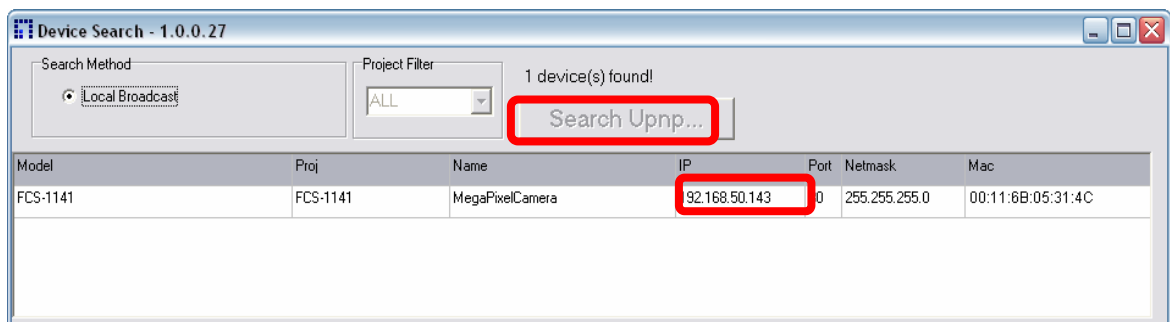 Device Search - 1.0.0.27
Search Method
Project Filter
1 device(s) found!
Local Broadcast
ALL
Search Upnp...
Model Proj Name IP Port Netmask Mac
FCS-1141 FCS-1141 MegaPixelCamera 192.168.50.143 255.255.255.0 00:11:6B:05:31:4C